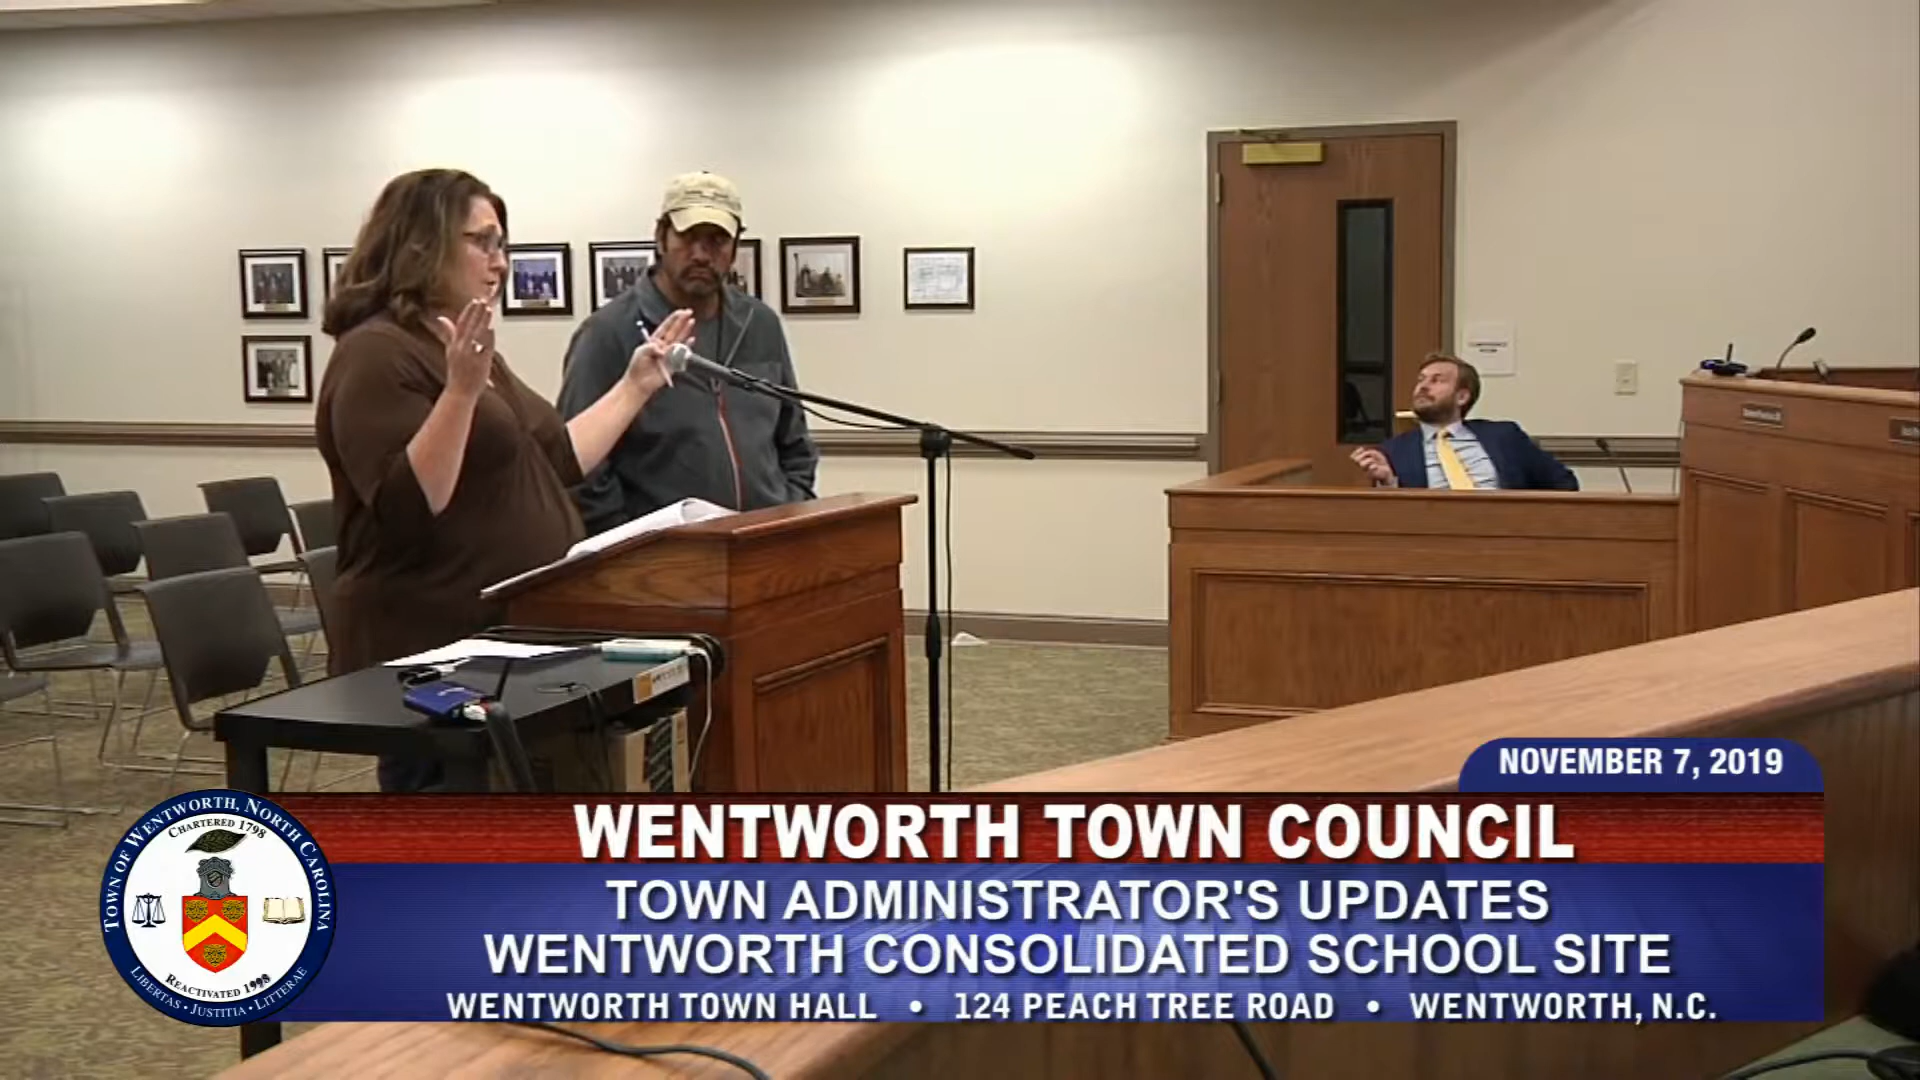 NOVEMBER 7, 2019
WENTWORTH TOWN COUNCIL
TOWN ADMINISTRATOR'S UPDATES
WENTWORTH CONSOLIDATED SCHOOL SITE
WENTWORTH TOWN HALL • 124 PEACH TREE ROAD • WENTWORTH, N.C.
TOWN OF WENTWORTH, NORTH CAROLINA
CHARTERED 1798
REACTIVATED 1998
LIBERTAS • JUSTITIA • LITTERAE